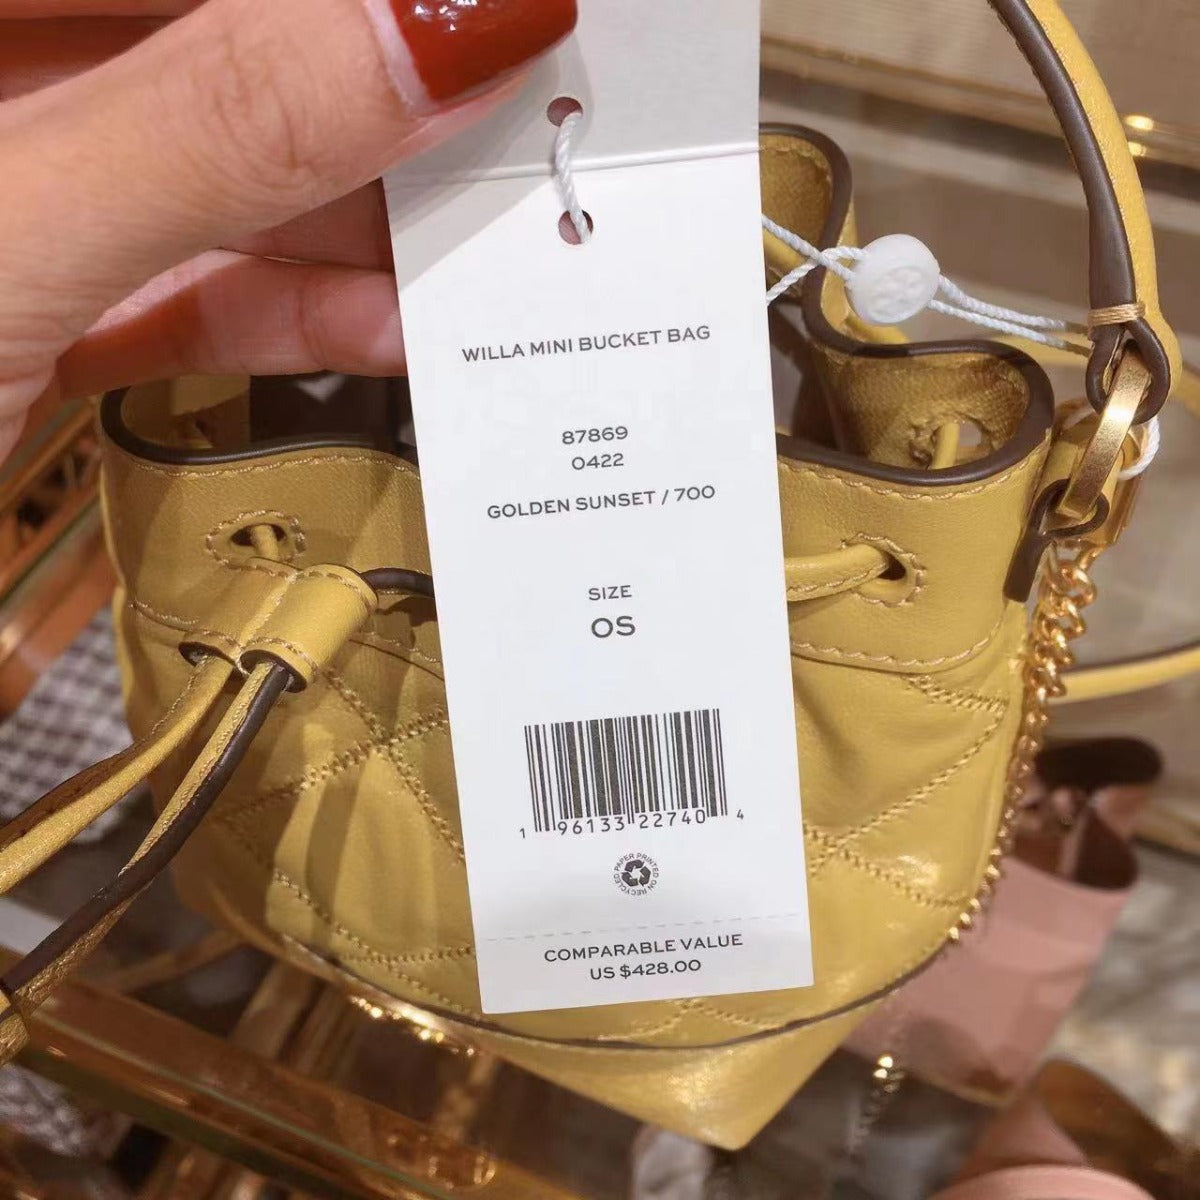 WILLA MINI BUCKET BAG
87869
0422
GOLDEN SUNSET / 700
SIZE
OS
1 96133 22740 4
PAPER PRINTED ON RECYCLED
COMPARABLE VALUE
US $428.00